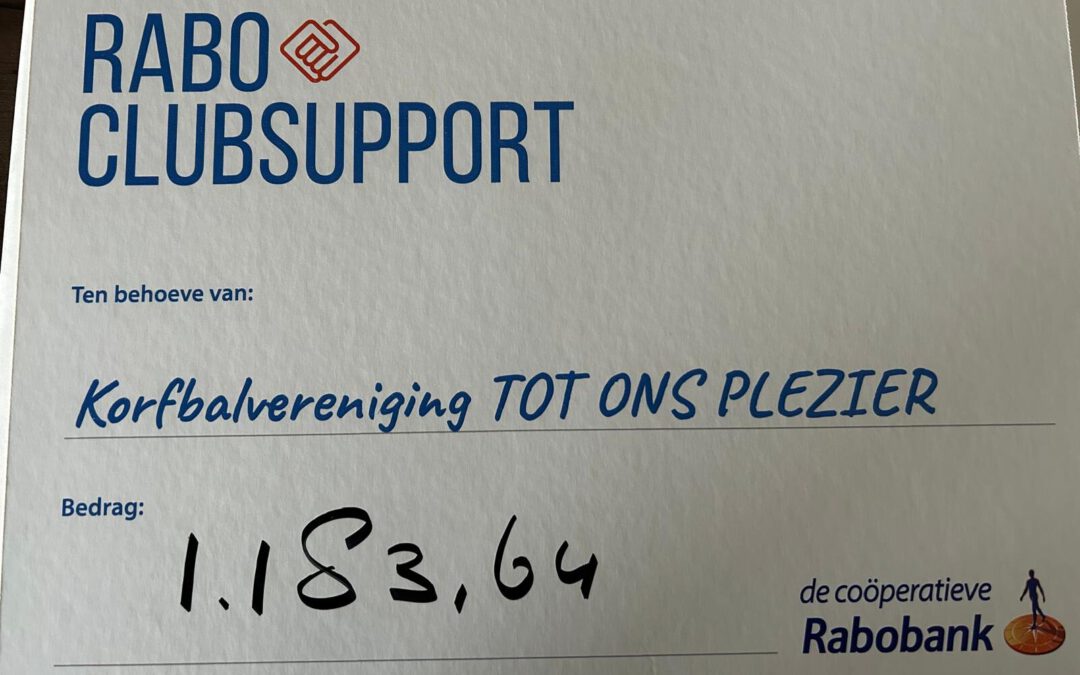 RABO
CLUBSUPPORT
Ten behoeve van:
Korfbalvereniging TOT ONS PLEZIER
Bedrag:
1.183,64
de coöperatieve
Rabobank